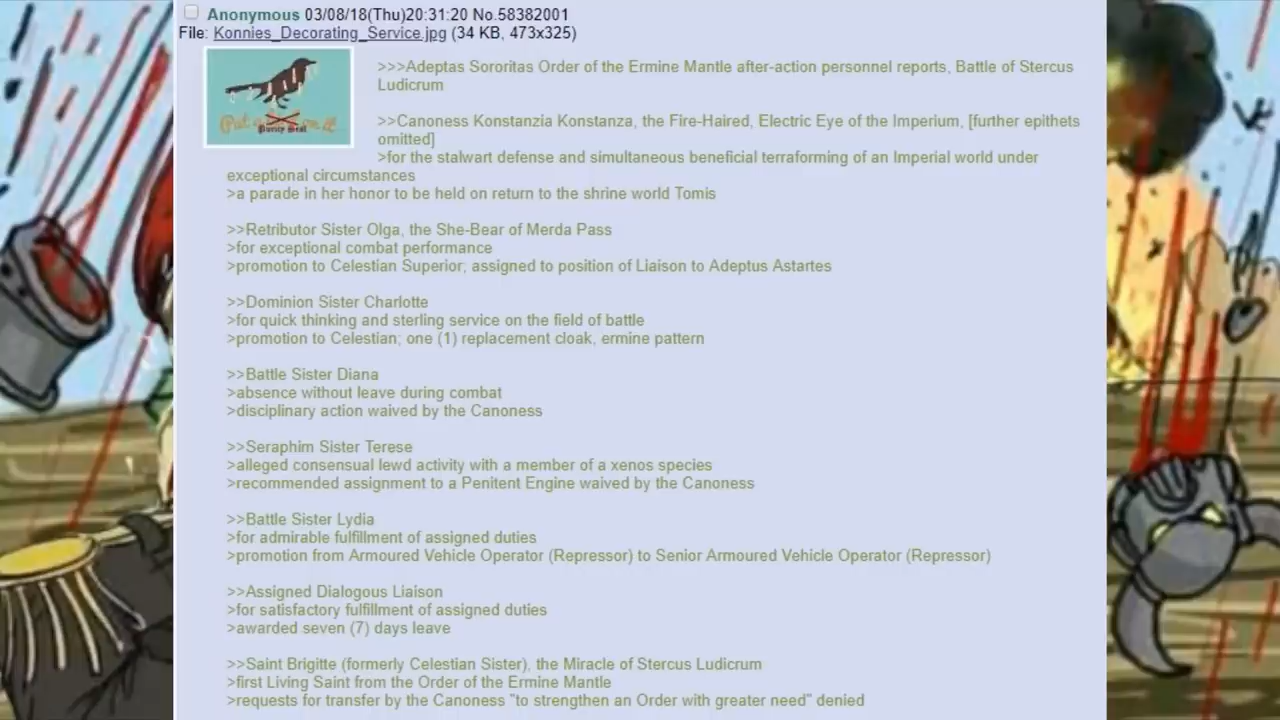 Anonymous 03/08/18(Thu)20:31:20 No.58382001
File: Konnies_Decorating_Service.jpg (34 KB, 473x325)
Purity Seal
>>>Adeptas Sororitas Order of the Ermine Mantle after-action personnel reports, Battle of Stercus
Ludicrum
>>Canoness Konstanzia Konstanza, the Fire-Haired, Electric Eye of the Imperium, [further epithets
omitted]
>for the stalwart defense and simultaneous beneficial terraforming of an Imperial world under
exceptional circumstances
>a parade in her honor to be held on return to the shrine world Tomis
>>Retributor Sister Olga, the She-Bear of Merda Pass
>for exceptional combat performance
>promotion to Celestian Superior; assigned to position of Liaison to Adeptus Astartes
>>Dominion Sister Charlotte
>for quick thinking and sterling service on the field of battle
>promotion to Celestian; one (1) replacement cloak, ermine pattern
>>Battle Sister Diana
>absence without leave during combat
>disciplinary action waived by the Canoness
>>Seraphim Sister Terese
>alleged consensual lewd activity with a member of a xenos species
>recommended assignment to a Penitent Engine waived by the Canoness
>>Battle Sister Lydia
>for admirable fulfillment of assigned duties
>promotion from Armoured Vehicle Operator (Repressor) to Senior Armoured Vehicle Operator (Repressor)
>>Assigned Dialogous Liaison
>for satisfactory fulfillment of assigned duties
>awarded seven (7) days leave
>>Saint Brigitte (formerly Celestian Sister), the Miracle of Stercus Ludicrum
>first Living Saint from the Order of the Ermine Mantle
>requests for transfer by the Canoness "to strengthen an Order with greater need" denied